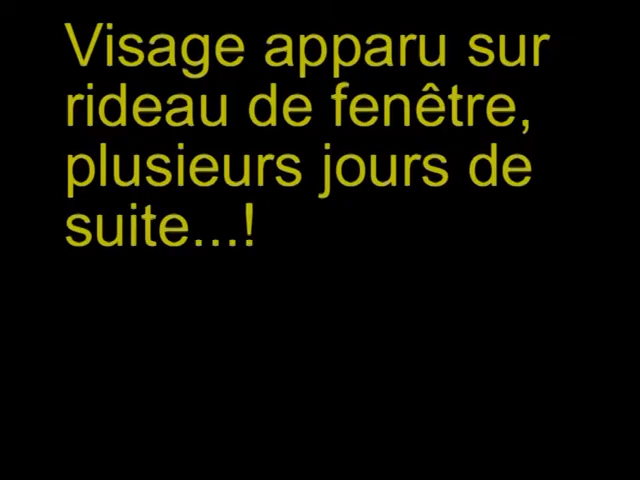 Visage apparu sur
rideau de fenêtre,
plusieurs jours de
suite...!